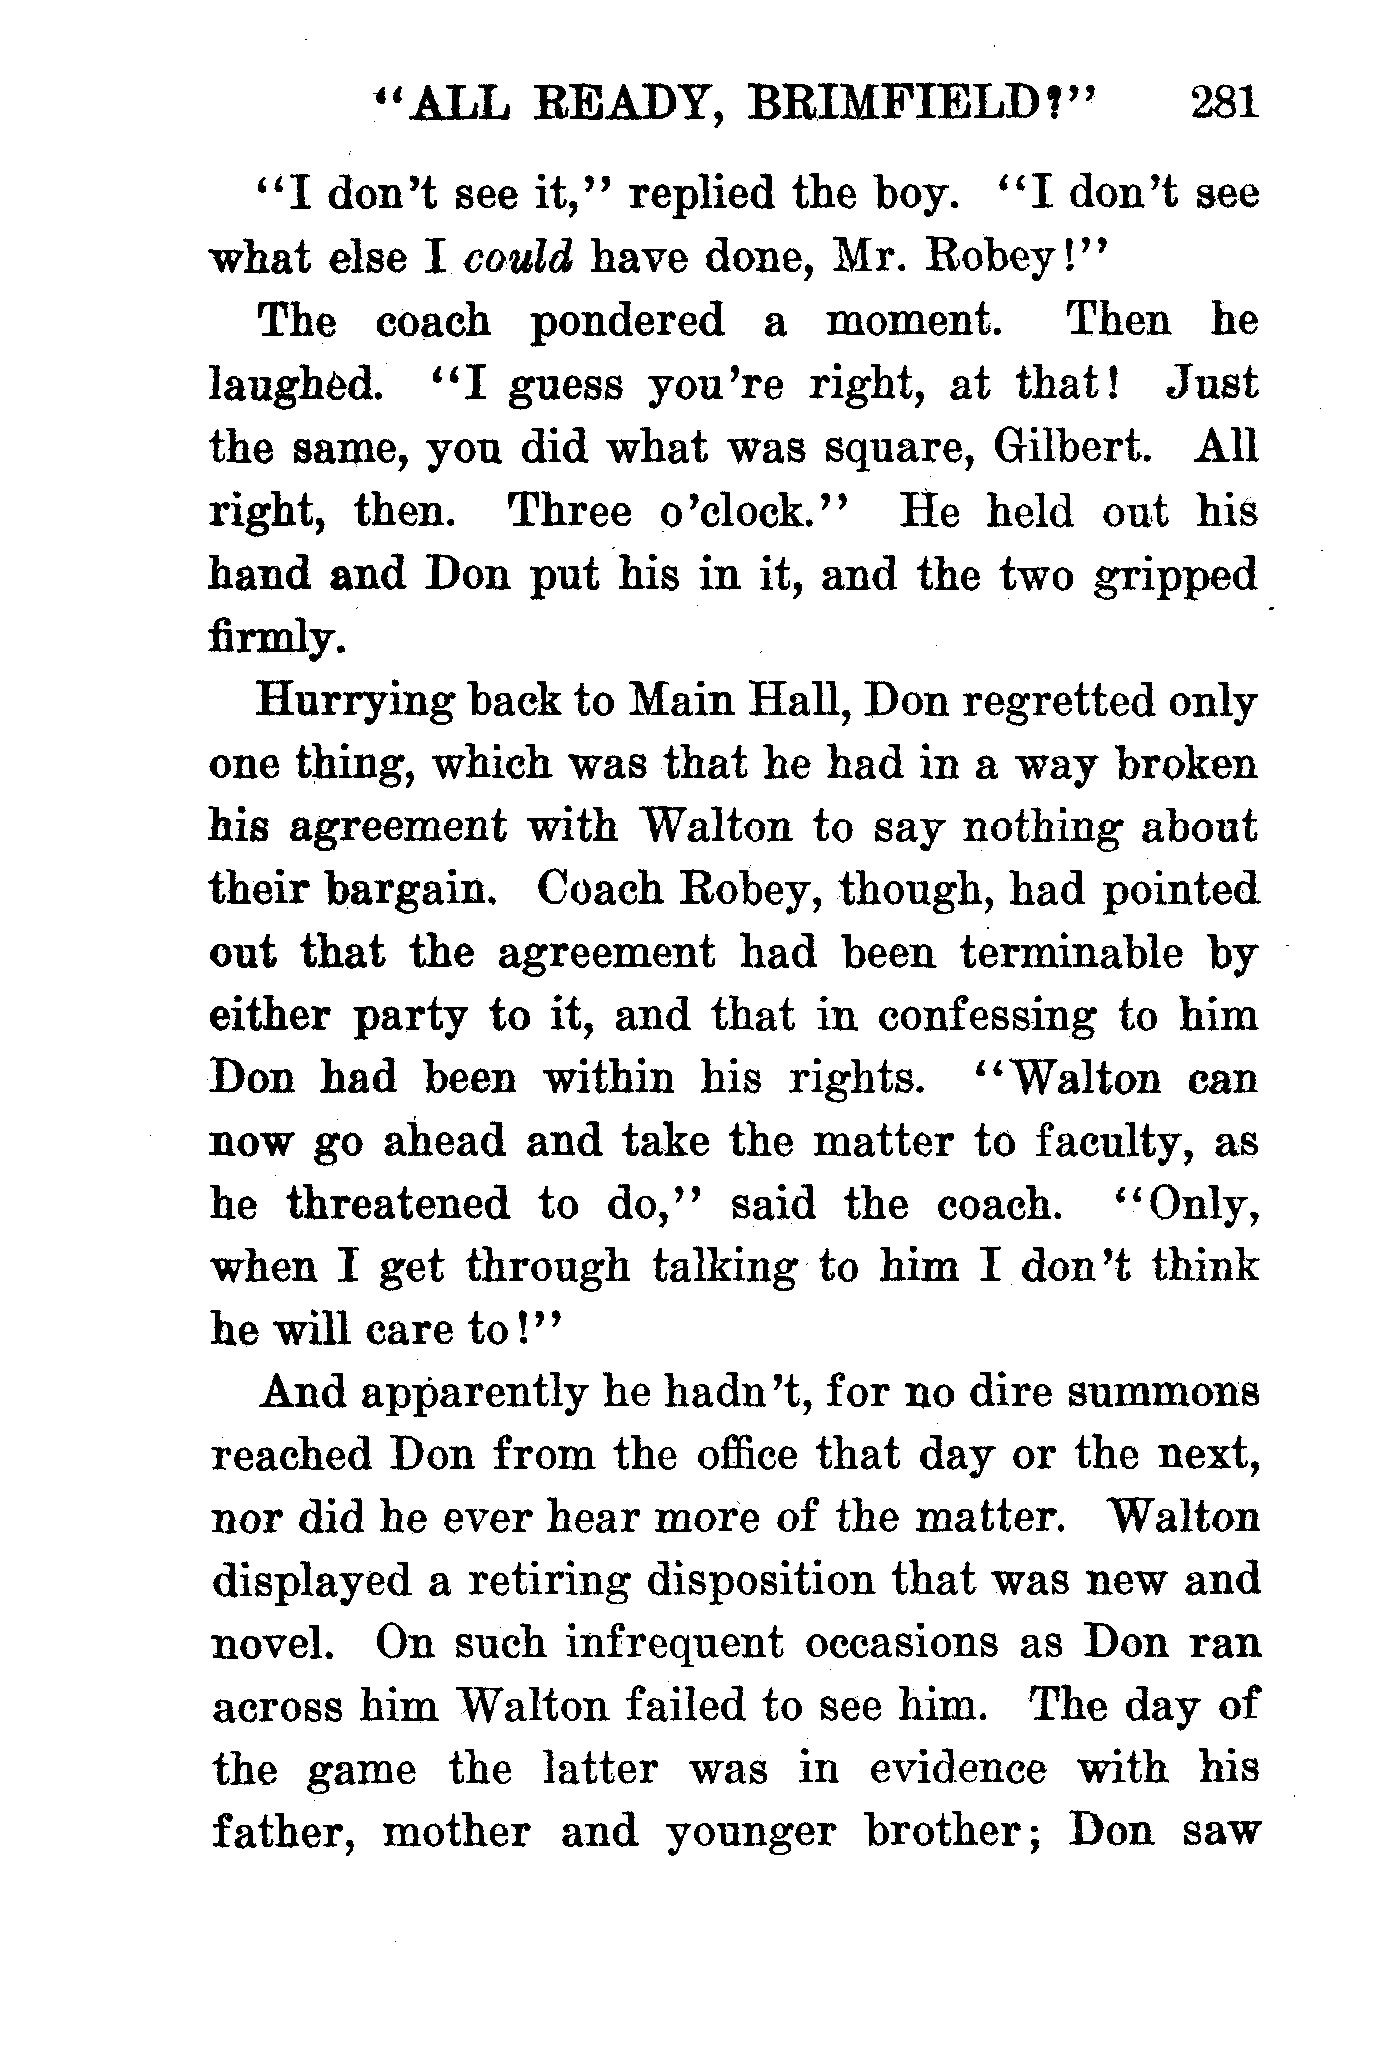 "ALL READY, BRIMFIELD?" 281
"I don't see it," replied the boy. "I don't see
what else I could have done, Mr. Robey!"
The coach pondered a moment. Then he
laughed. "I guess you're right, at that! Just
the same, you did what was square, Gilbert. All
right, then. Three o'clock." He held out his
hand and Don put his in it, and the two gripped
firmly.
Hurrying back to Main Hall, Don regretted only
one thing, which was that he had in a way broken
his agreement with Walton to say nothing about
their bargain. Coach Robey, though, had pointed
out that the agreement had been terminable by
either party to it, and that in confessing to him
Don had been within his rights. "Walton can
now go ahead and take the matter to faculty, as
he threatened to do," said the coach. "Only,
when I get through talking to him I don't think
he will care to!"
And apparently he hadn't, for no dire summons
reached Don from the office that day or the next,
nor did he ever hear more of the matter. Walton
displayed a retiring disposition that was new and
novel. On such infrequent occasions as Don ran
across him Walton failed to see him. The day of
the game the latter was in evidence with his
father, mother and younger brother; Don saw